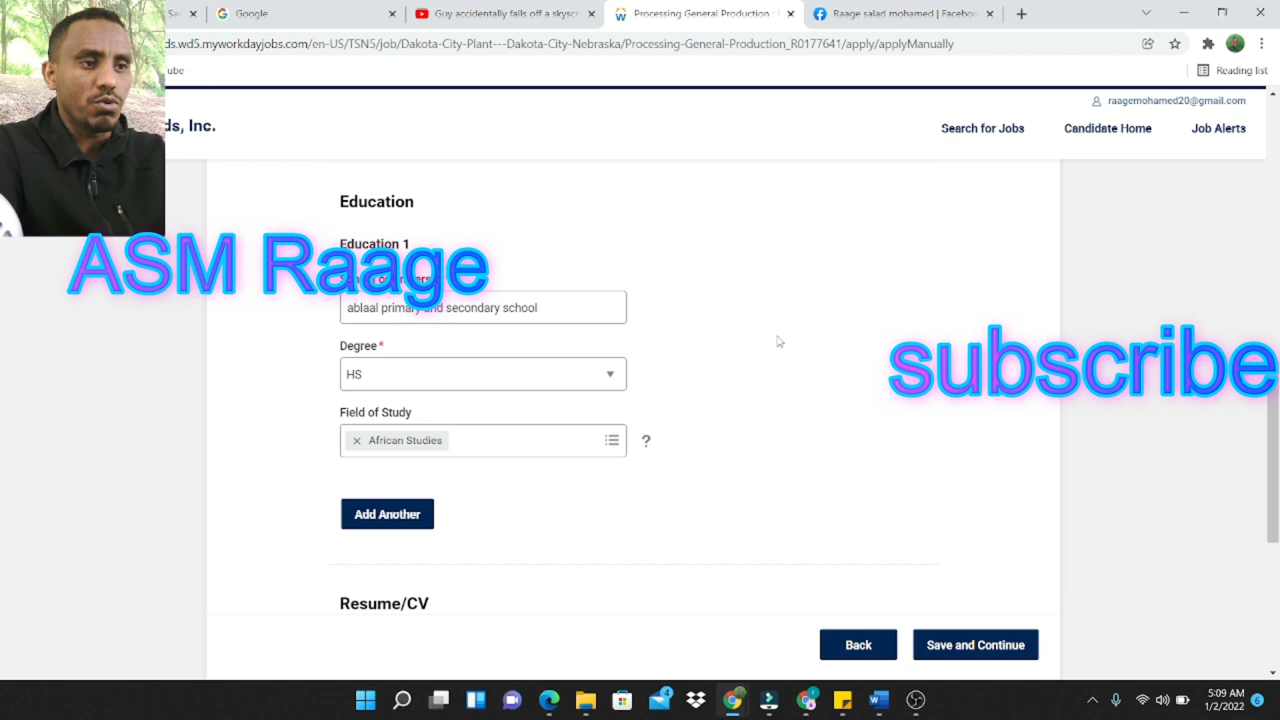 Google
Guy accidentally falls off a skysc
Processing General Production
Raage salad mohamed | Faceboo
ds.wd5.myworkdayjobs.com/en-US/TSN5/job/Dakota-City-Plant---Dakota-City-Nebraska/Processing-General-Production_R0177641/apply/applyManually
ube
Reading list
raagemohamed20@gmail.com
ds, Inc.
Search for Jobs
Candidate Home
Job Alerts
Education
Education 1
ASM Raage
ablaal primary and secondary school
subscribe
Degree*
HS
Field of Study
African Studies
?
Add Another
Resume/CV
Back
Save and Continue
4
5:09 AM
1/2/2022
6